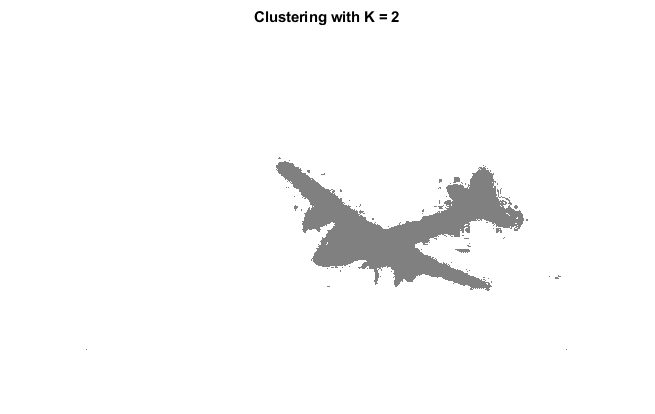 Clustering with K = 2